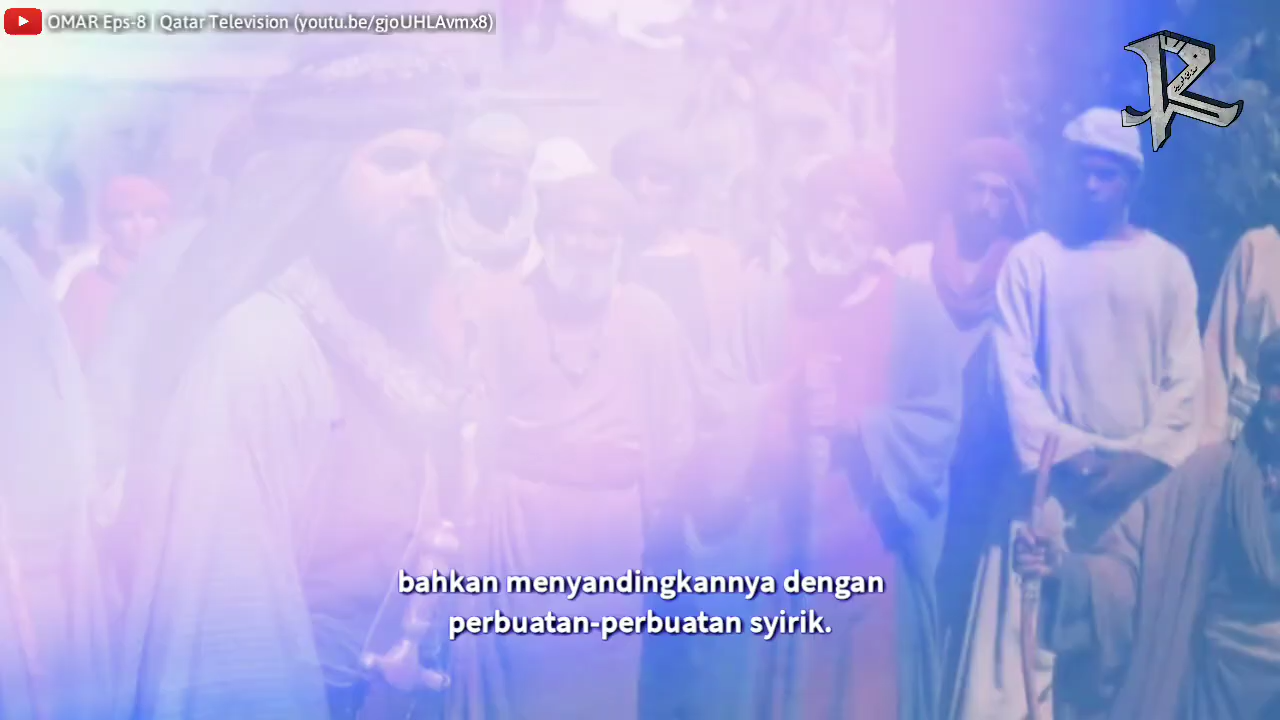 OMAR Eps-8 | Qatar Television (youtu.be/gjoUHLAvmx8)
bahkan menyandingkannya dengan
perbuatan-perbuatan syirik.